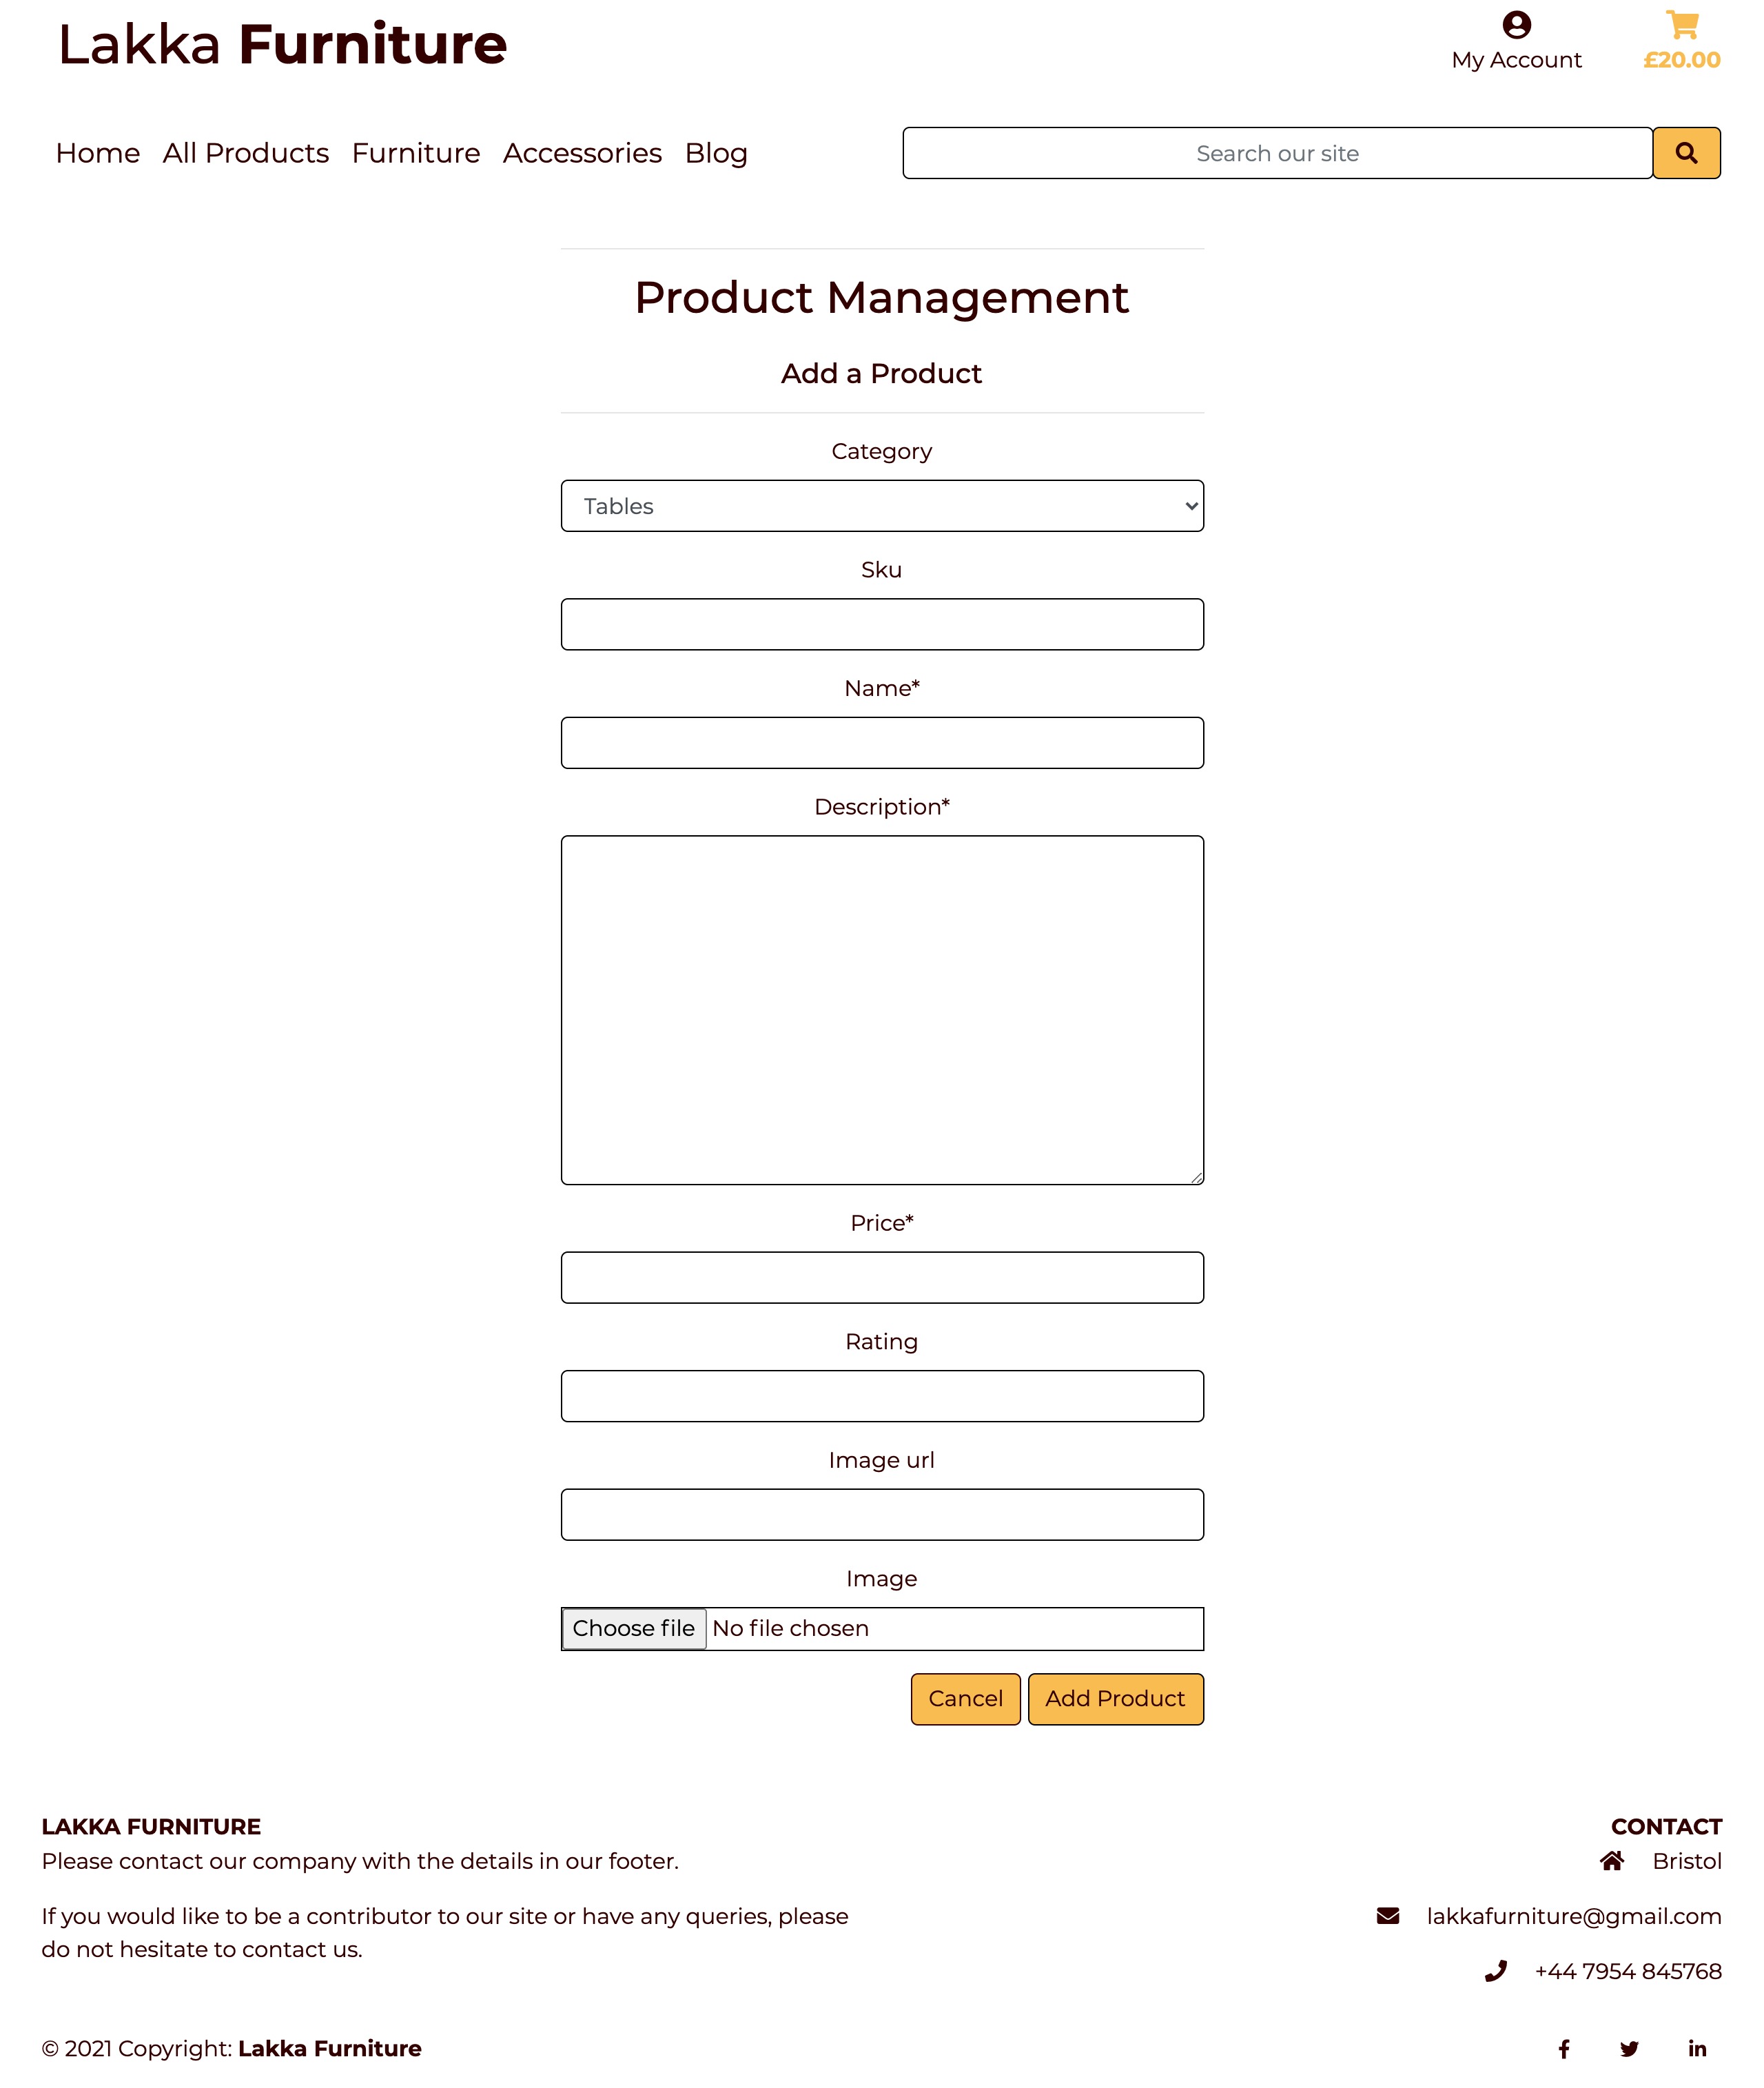 Lakka Furniture
My Account
£20.00
Home All Products Furniture Accessories Blog
Search our site
Product Management
Add a Product
Category
Tables
Sku
Name*
Description*
Price*
Rating
Image url
Image
Choose file No file chosen
Cancel Add Product
LAKKA FURNITURE
Please contact our company with the details in our footer.
If you would like to be a contributor to our site or have any queries, please
do not hesitate to contact us.
CONTACT
Bristol
lakkafurniture@gmail.com
+44 7954 845768
© 2021 Copyright: Lakka Furniture